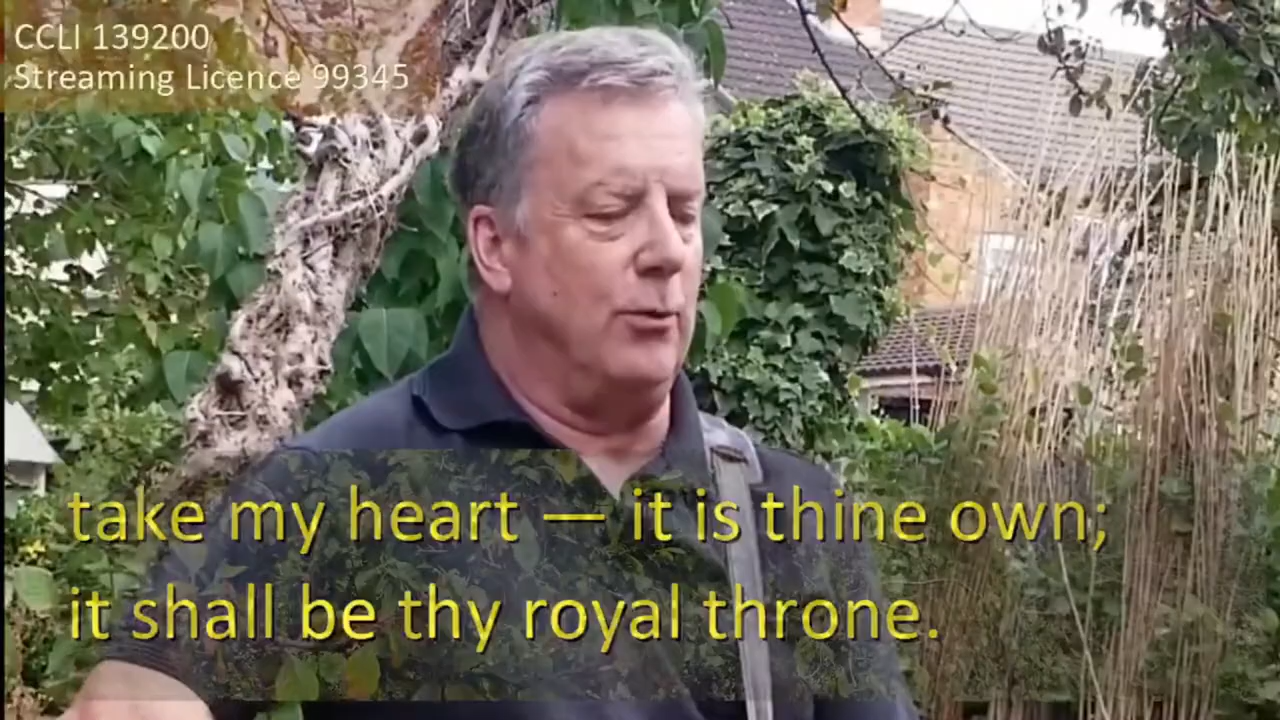 CCLI 139200
Streaming Licence 99345
take my heart — it is thine own;
it shall be thy royal throne.